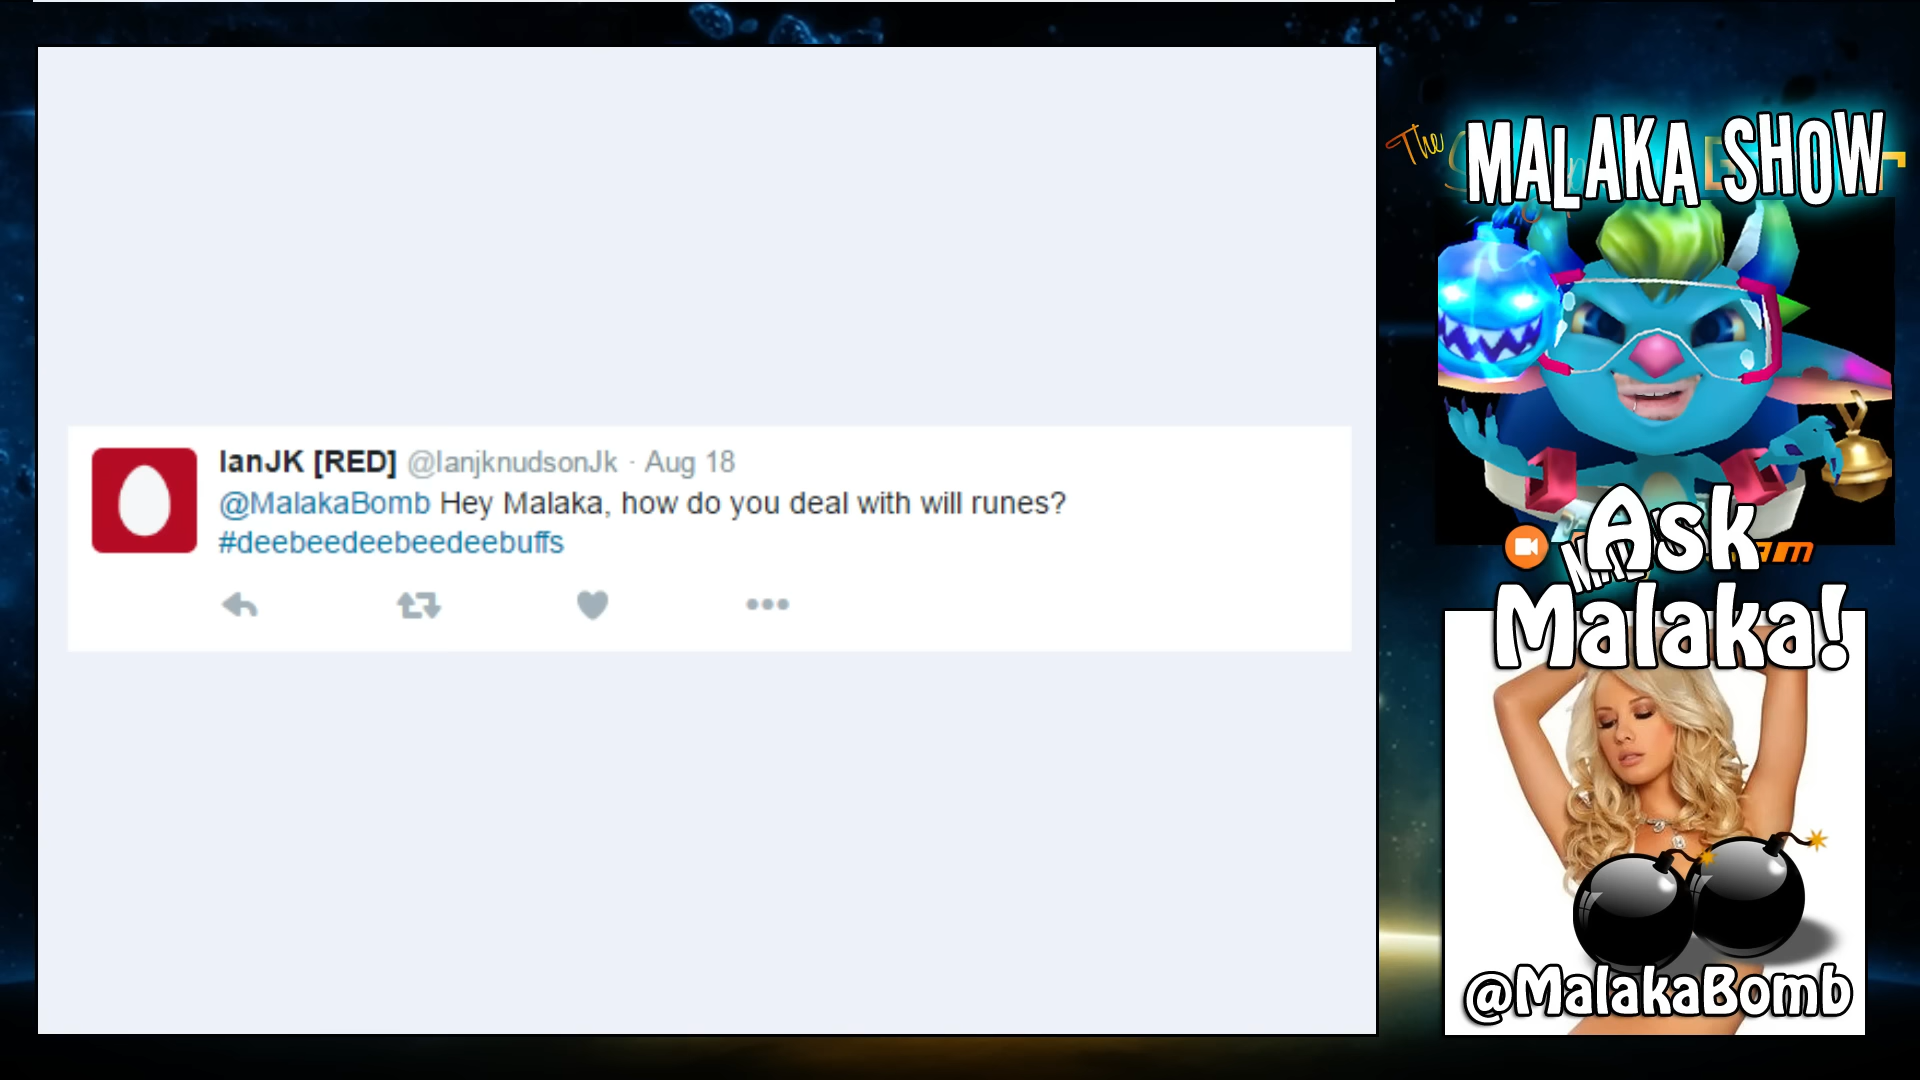 IanJK [RED] @IanjknudsonJk · Aug 18
@MalakaBomb Hey Malaka, how do you deal with will runes?
#deebeedeebeedeebuffs
The
MALAKA SHOW
Ask
Malaka!
@MalakaBomb